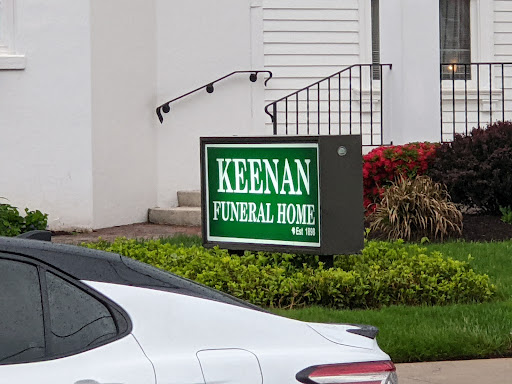 KEENAN
FUNERAL HOME
Est 1890